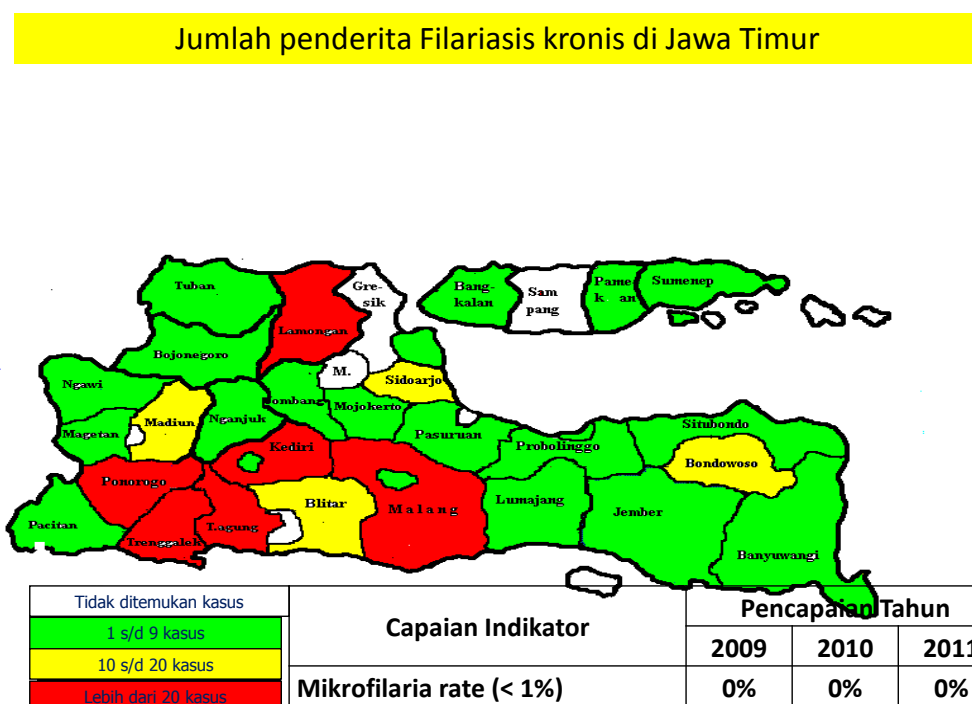 Jumlah penderita Filariasis kronis di Jawa Timur
Tuban
Gre-
sik
Lamongan
Bang-
kalan
Sam
pang
Pame
k an
Sumenep
Bojonegoro
Ngawi
M.
Sidoarjo
Magetan
Madiun
Nganjuk
Jombang
Mojokerto
Pasuruan
Probolinggo
Situbondo
Bondowoso
Kediri
Ponorogo
Pacitan
Trenggalek
T.agung
Blitar
Malang
Lumajang
Jember
Banyuwangi
Tidak ditemukan kasus
1 s/d 9 kasus
10 s/d 20 kasus
Lebih dari 20 kasus
Capaian Indikator
Pencapaian Tahun
2009 2010 2011
Mikrofilaria rate (< 1%) 0% 0% 0%